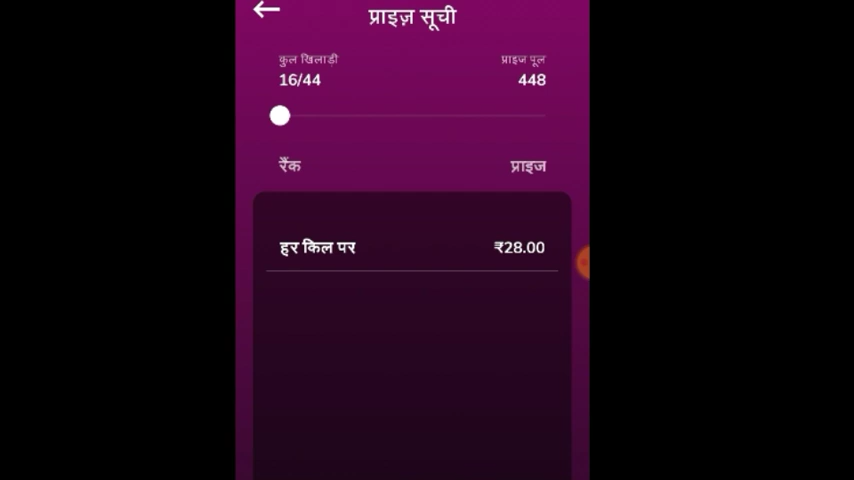 प्राइज़ सूची
कुल खिलाड़ी प्राइज पूल
16/44 448
रैंक प्राइज
हर किल पर ₹28.00